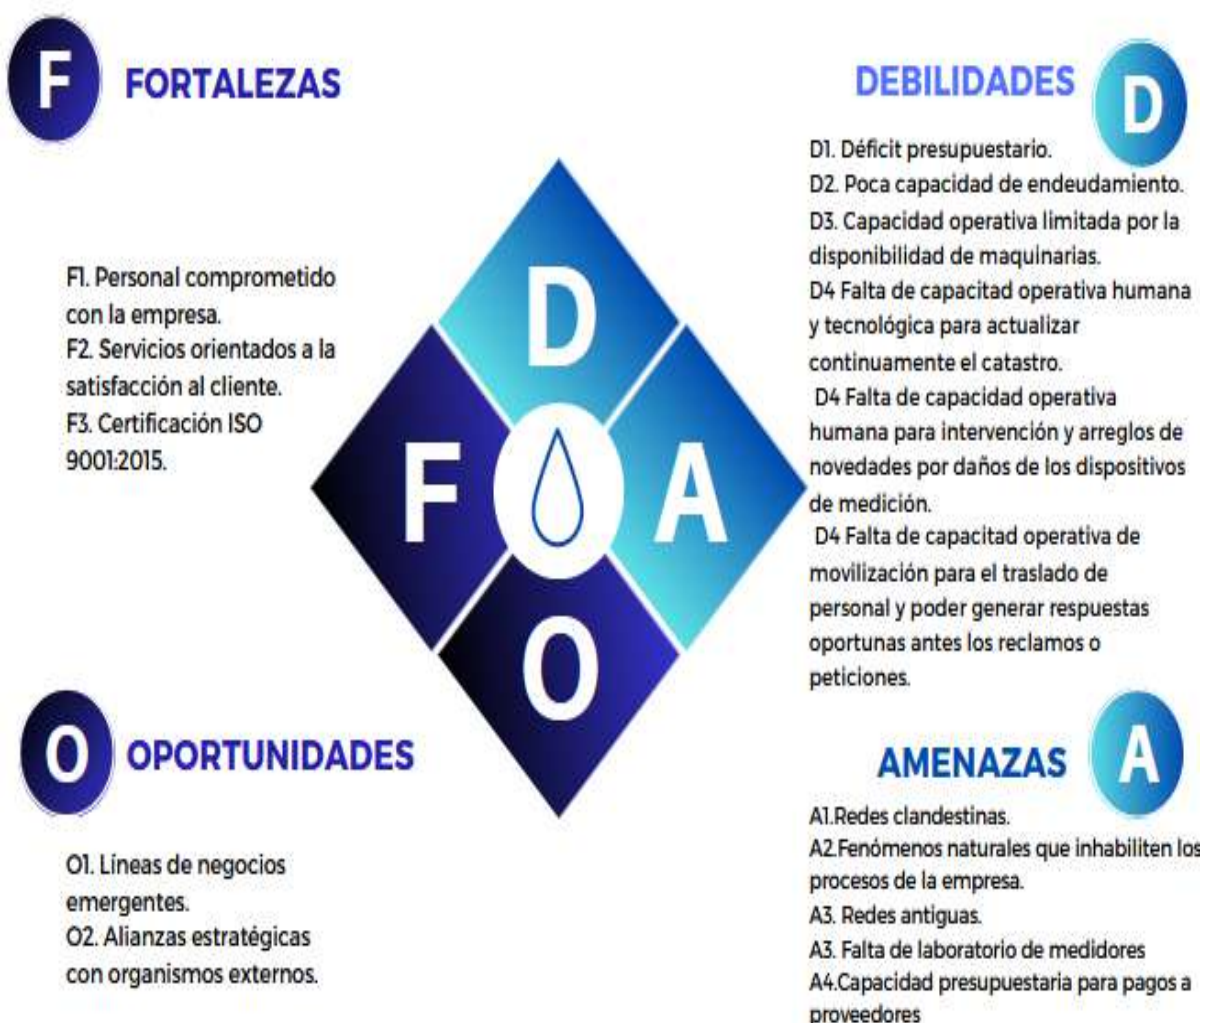 F
FORTALEZAS
F1. Personal comprometido
con la empresa.
F2. Servicios orientados a la
satisfacción al cliente.
F3. Certificación ISO
9001:2015.
DEBILIDADES
D
D1. Déficit presupuestario.
D2. Poca capacidad de endeudamiento.
D3. Capacidad operativa limitada por la
disponibilidad de maquinarias.
D4 Falta de capacitad operativa humana
y tecnológica para actualizar
continuamente el catastro.
D4 Falta de capacidad operativa
humana para intervención y arreglos de
novedades por daños de los dispositivos
de medición.
D4 Falta de capacitad operativa de
movilización para el traslado de
personal y poder generar respuestas
oportunas antes los reclamos o
peticiones.
D
F
A
O
O
OPORTUNIDADES
O1. Líneas de negocios
emergentes.
O2. Alianzas estratégicas
con organismos externos.
AMENAZAS
A
A1.Redes clandestinas.
A2.Fenómenos naturales que inhabiliten los
procesos de la empresa.
A3. Redes antiguas.
A3. Falta de laboratorio de medidores
A4.Capacidad presupuestaria para pagos a
proveedores